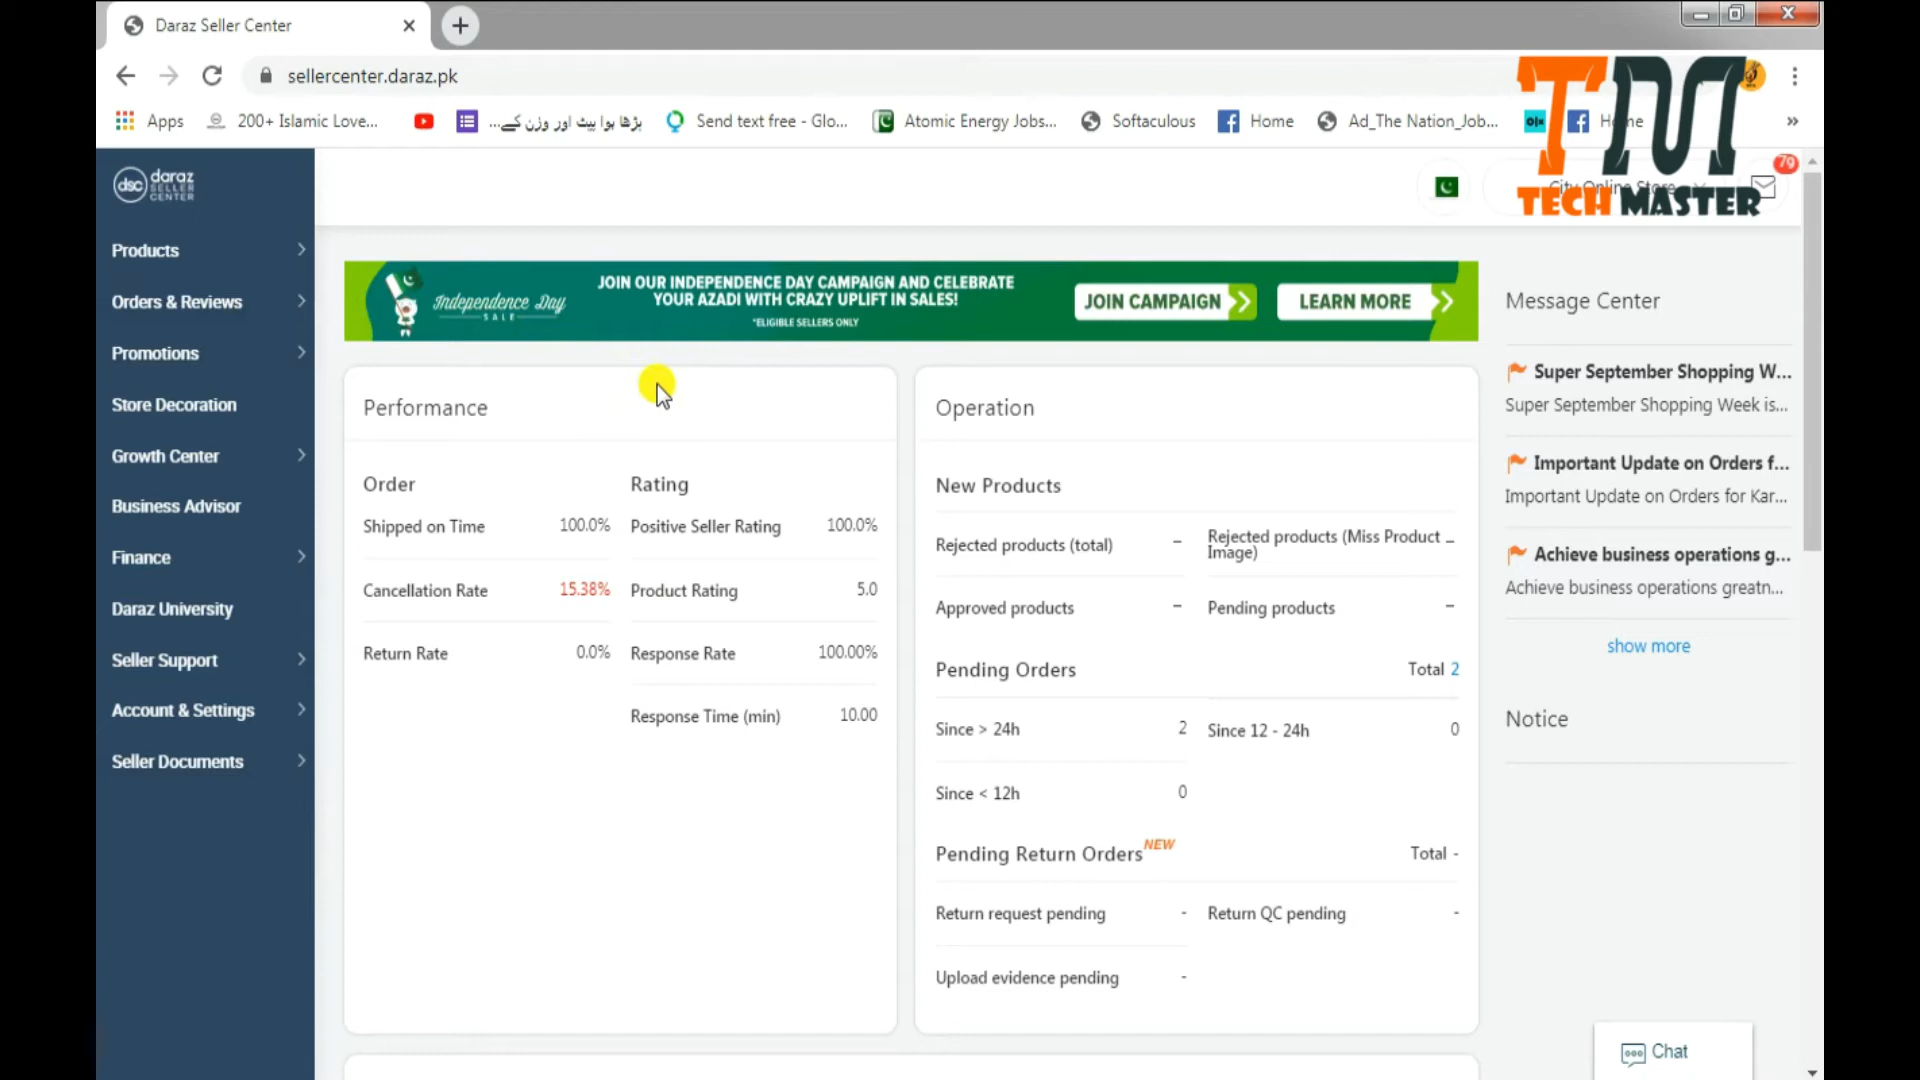 Daraz Seller Center
sellercenter.daraz.pk
Apps
200+ Islamic Love...
بڑھا ہوا پیٹ اور وزن کے...
Send text free - Glo...
Atomic Energy Jobs...
Softaculous
Home
Ad_The Nation_Job...
olx
TM
TECH MASTER
dsc daraz
SELLER
CENTER
City Online Store
79
Products
Orders & Reviews
Promotions
Store Decoration
Growth Center
Business Advisor
Finance
Daraz University
Seller Support
Account & Settings
Seller Documents
Independence Day
SALE
JOIN OUR INDEPENDENCE DAY CAMPAIGN AND CELEBRATE
YOUR AZADI WITH CRAZY UPLIFT IN SALES!
*ELIGIBLE SELLERS ONLY
JOIN CAMPAIGN
LEARN MORE
Performance
Order
Shipped on Time 100.0%
Cancellation Rate 15.38%
Return Rate 0.0%
Rating
Positive Seller Rating 100.0%
Product Rating 5.0
Response Rate 100.00%
Response Time (min) 10.00
Operation
New Products
Rejected products (total) –
Rejected products (Miss Product –
Image)
Approved products –
Pending products –
Pending Orders Total 2
Since > 24h 2
Since 12 - 24h 0
Since < 12h 0
Pending Return Orders NEW Total -
Return request pending -
Return QC pending -
Upload evidence pending -
Message Center
Super September Shopping W...
Super September Shopping Week is...
Important Update on Orders f...
Important Update on Orders for Kar...
Achieve business operations g...
Achieve business operations greatn...
show more
Notice
Chat